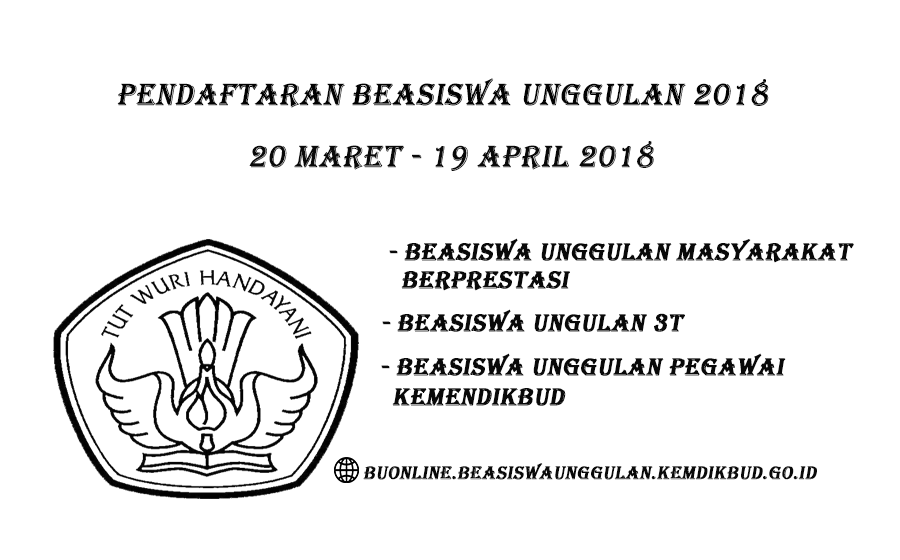 PENDAFTARAN BEASISWA UNGGULAN 2018
20 MARET - 19 APRIL 2018
- BEASISWA UNGGULAN MASYARAKAT
BERPRESTASI
- BEASISWA UNGULAN 3T
- BEASISWA UNGGULAN PEGAWAI
KEMENDIKBUD
TUT WURI HANDAYANI
BUONLINE.BEASISWAUNGGULAN.KEMDIKBUD.GO.ID